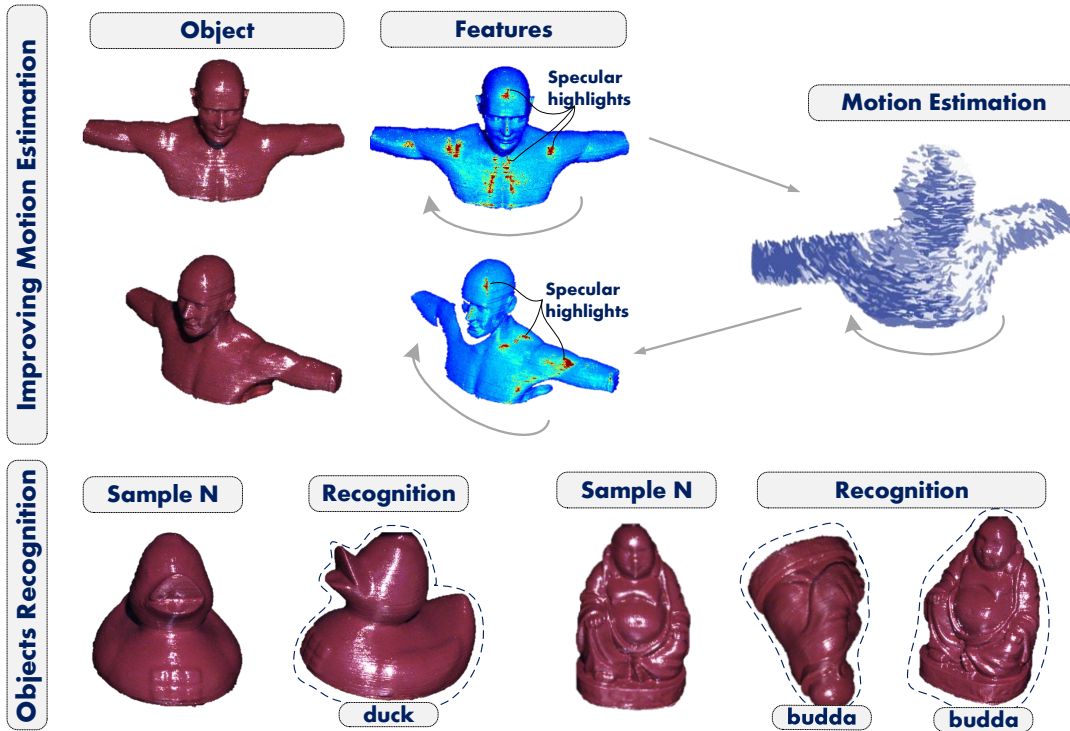 Improving Motion Estimation
Object
Features
Specular
highlights
Motion Estimation
Specular
highlights
Objects Recognition
Sample N
Recognition
duck
Sample N
Recognition
budda
budda